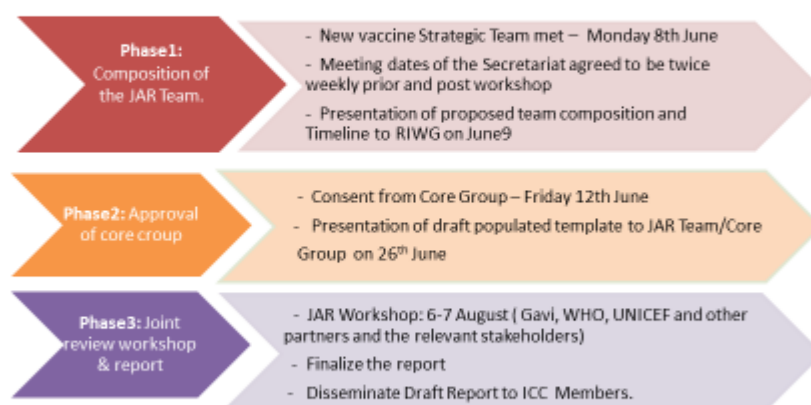 Phase1:
Composition of
the JAR Team.
- New vaccine Strategic Team met – Monday 8th June
- Meeting dates of the Secretariat agreed to be twice
weekly prior and post workshop
- Presentation of proposed team composition and
Timeline to RIWG on June9
Phase2: Approval
of core croup
- Consent from Core Group – Friday 12th June
- Presentation of draft populated template to JAR Team/Core
Group on 26th June
Phase3: Joint
review workshop
& report
- JAR Workshop: 6-7 August ( Gavi, WHO, UNICEF and other
partners and the relevant stakeholders)
- Finalize the report
- Disseminate Draft Report to ICC Members.